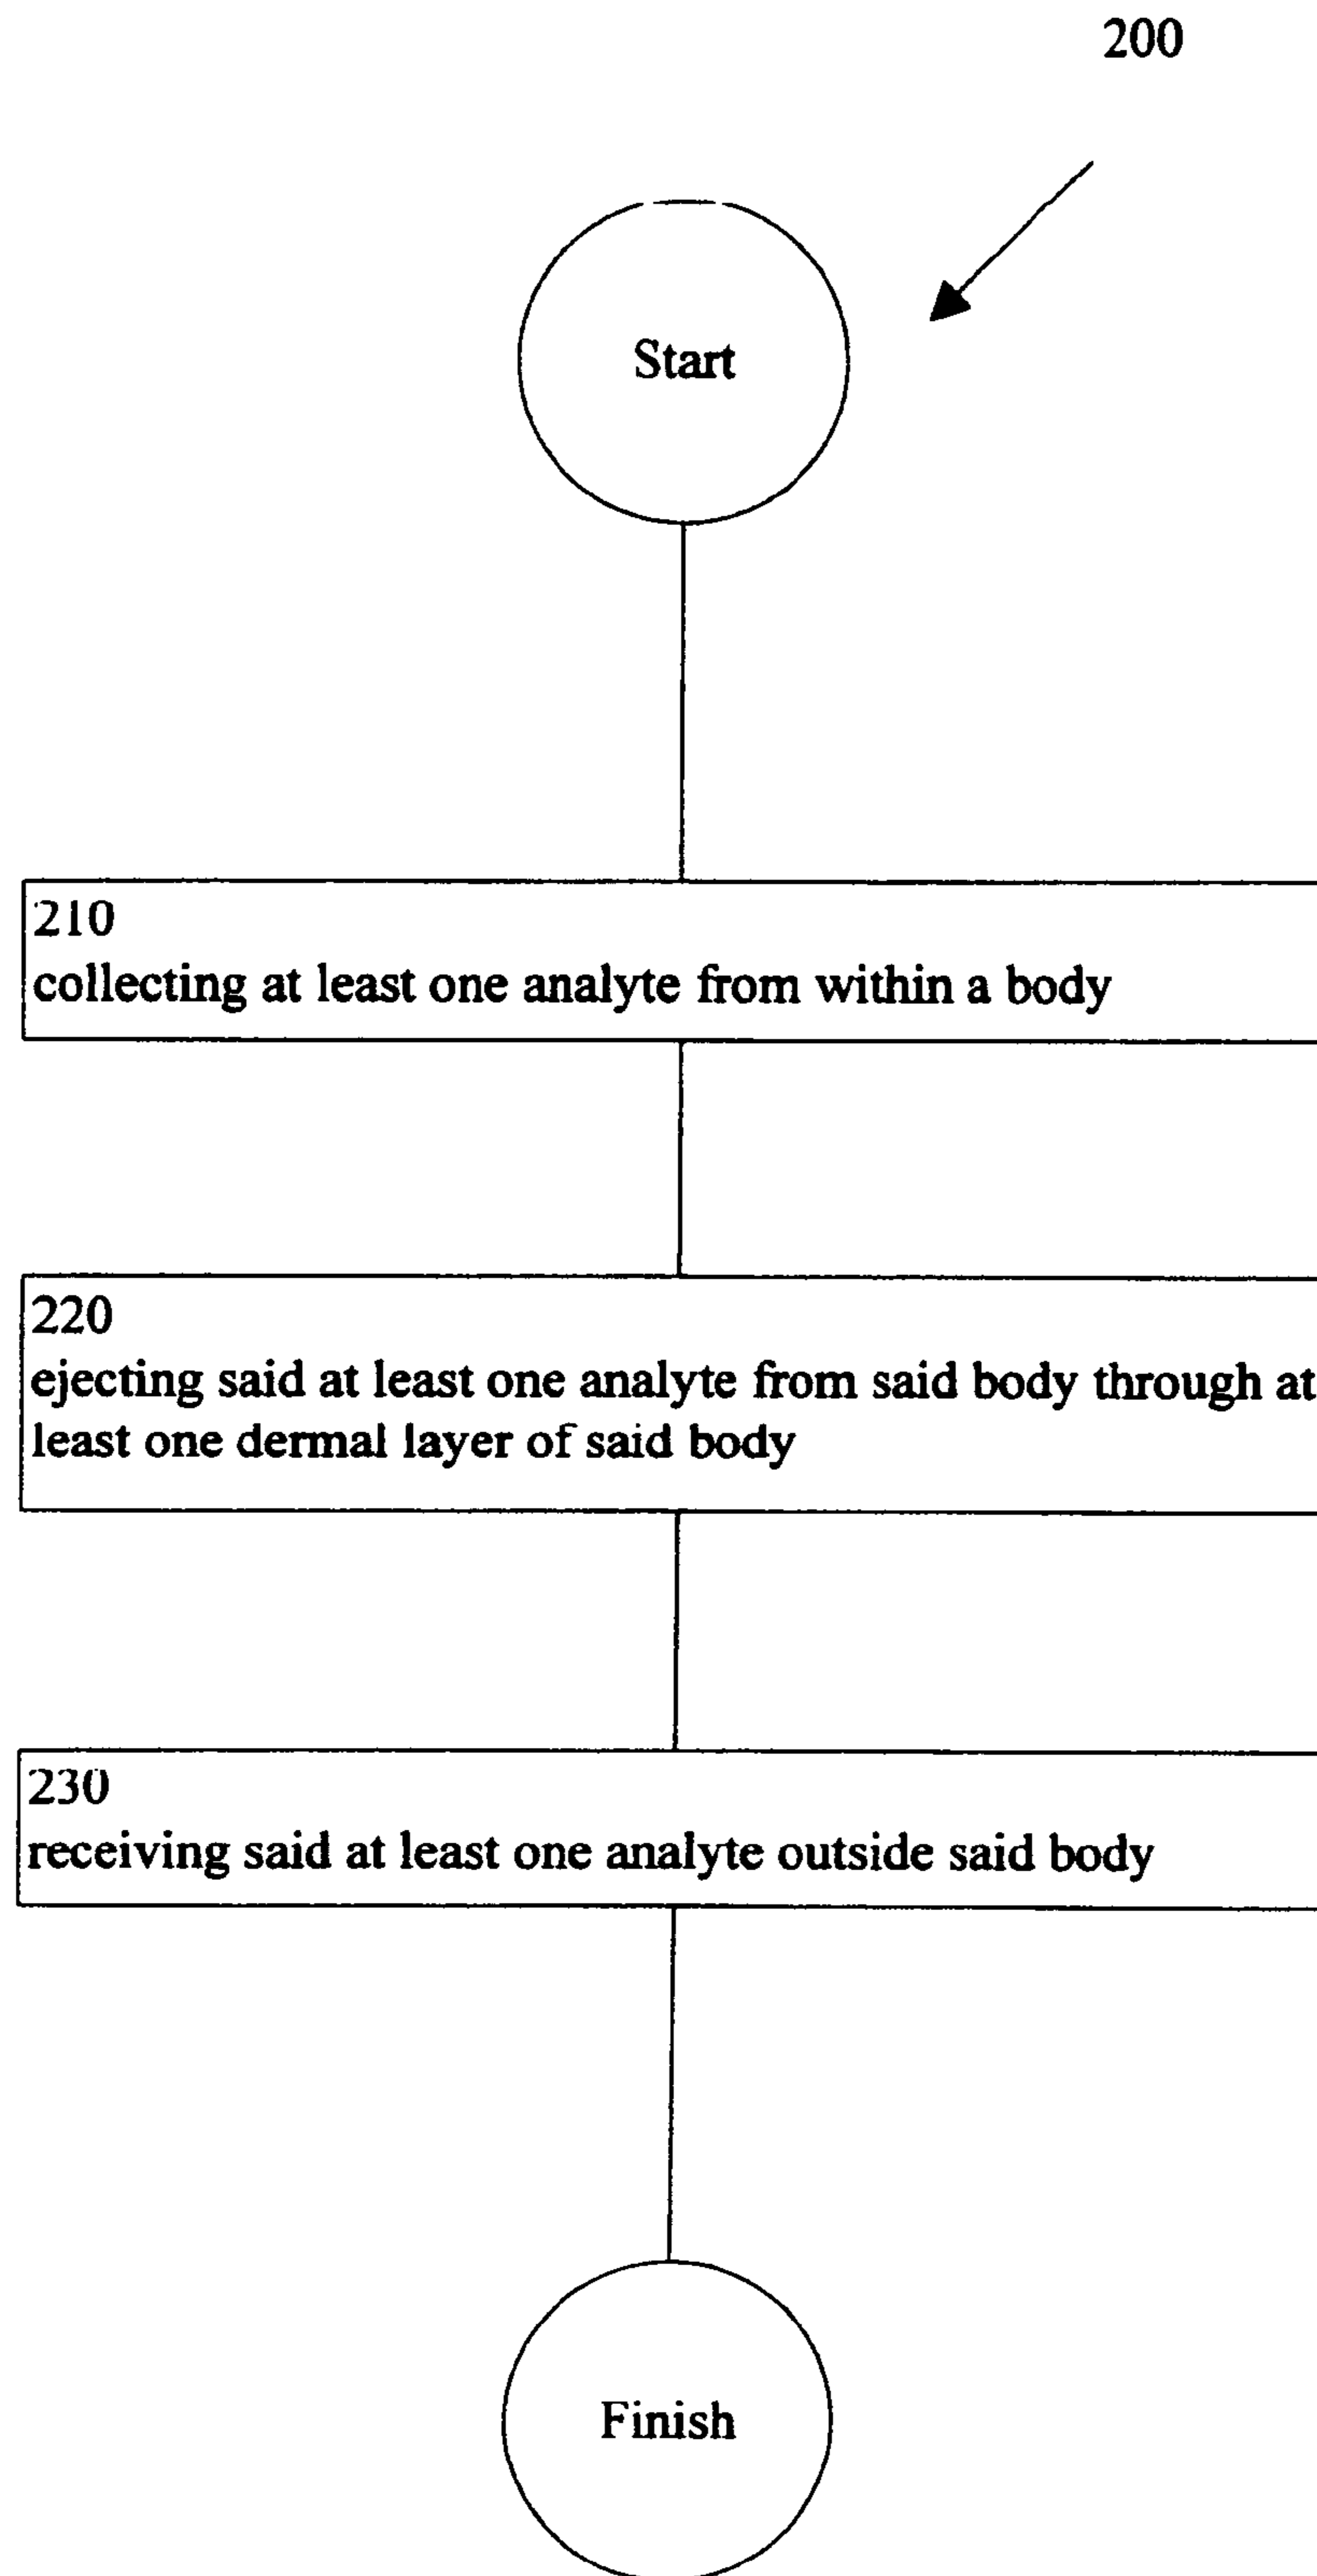 200
Start
210
collecting at least one analyte from within a body
220
ejecting said at least one analyte from said body through at
least one dermal layer of said body
230
receiving said at least one analyte outside said body
Finish